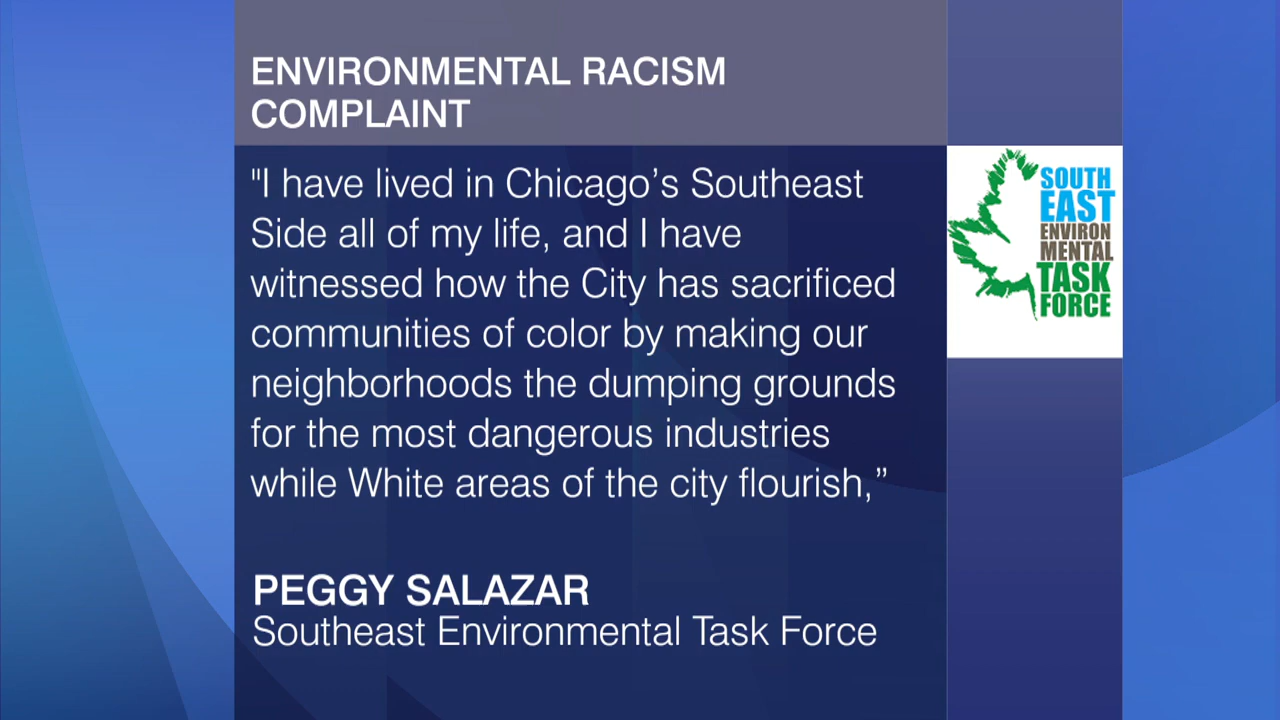 ENVIRONMENTAL RACISM
COMPLAINT
"I have lived in Chicago’s Southeast
Side all of my life, and I have
witnessed how the City has sacrificed
communities of color by making our
neighborhoods the dumping grounds
for the most dangerous industries
while White areas of the city flourish,”
PEGGY SALAZAR
Southeast Environmental Task Force
SOUTH
EAST
ENVIRON
MENTAL
TASK
FORCE